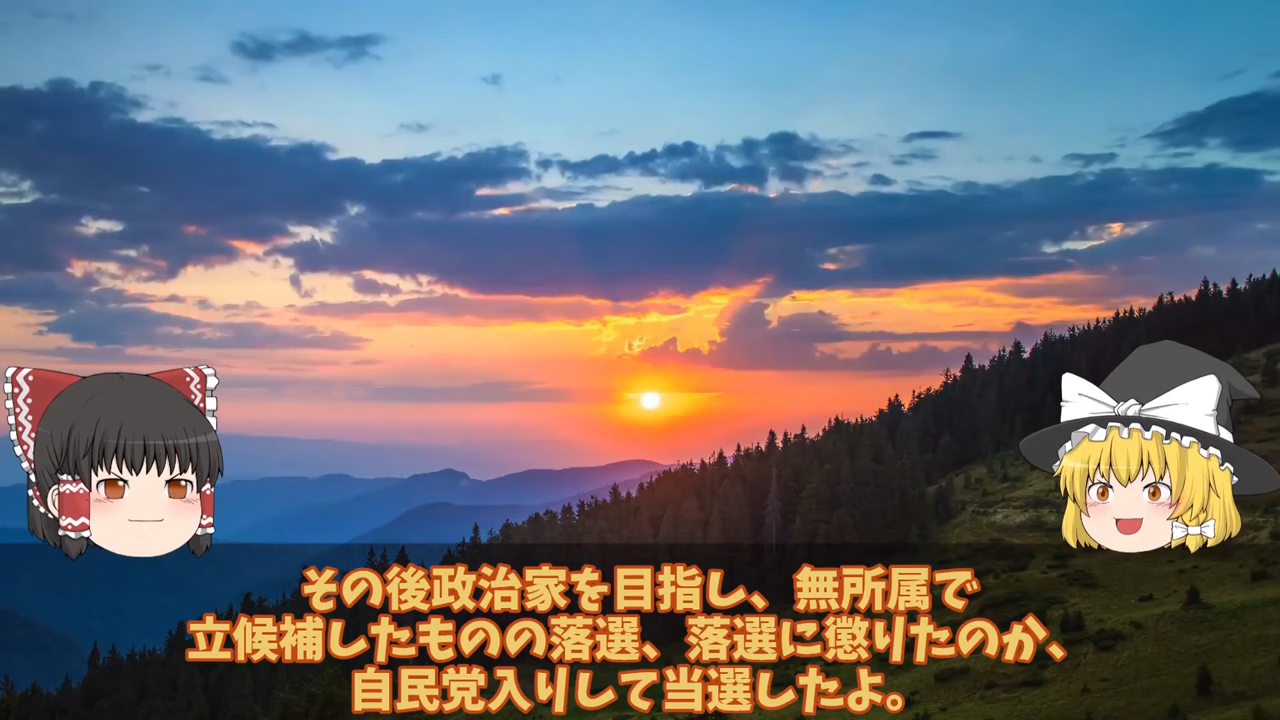 その後政治家を目指し、無所属で
立候補したものの落選、落選に懲りたのか、
自民党入りして当選したよ。